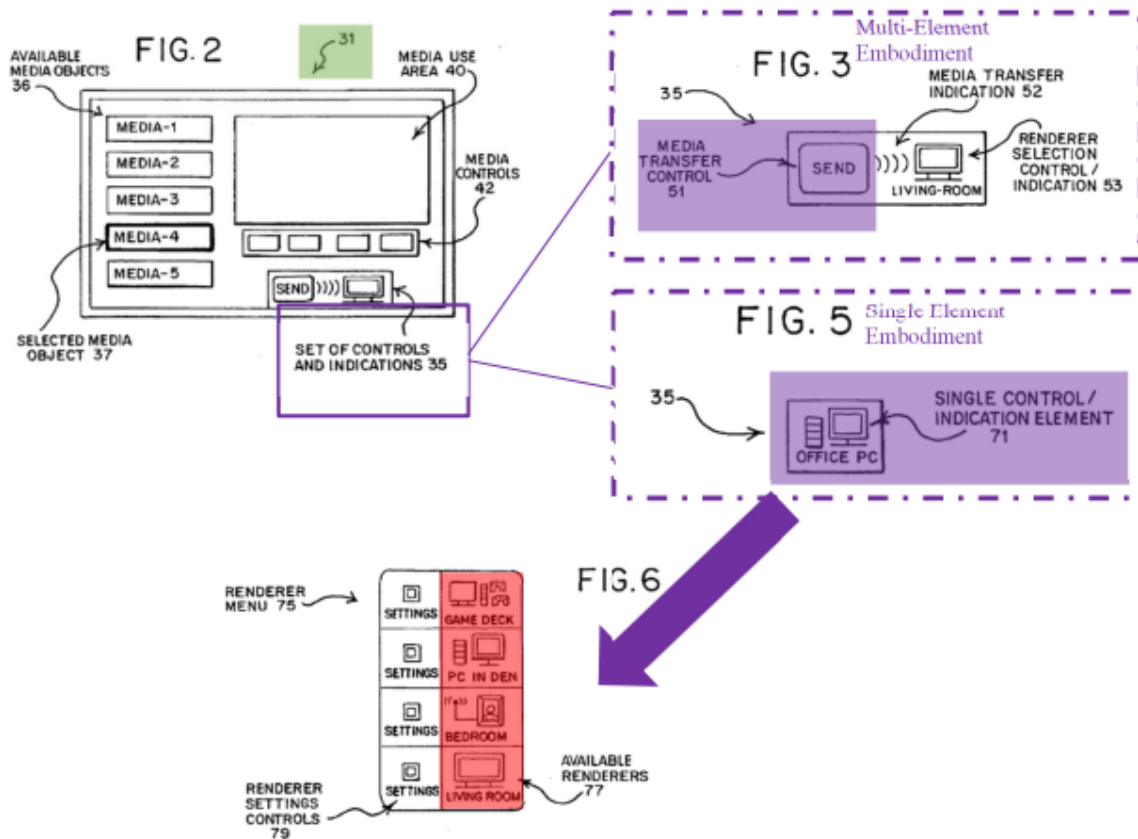 FIG. 2
31
AVAILABLE
MEDIA OBJECTS
36
MEDIA USE
AREA 40
MEDIA-1
MEDIA-2
MEDIA-3
MEDIA-4
MEDIA-5
MEDIA
CONTROLS
42
SEND
SELECTED MEDIA
OBJECT 37
SET OF CONTROLS
AND INDICATIONS 35
Multi-Element
Embodiment
FIG. 3
35
MEDIA TRANSFER
INDICATION 52
MEDIA
TRANSFER
CONTROL
51
SEND
LIVING-ROOM
RENDERER
SELECTION
CONTROL/
INDICATION 53
FIG. 5
Single Element
Embodiment
35
SINGLE CONTROL/
INDICATION ELEMENT
71
OFFICE PC
FIG.6
RENDERER
MENU 75
SETTINGS
GAME DECK
SETTINGS
PC IN DEN
SETTINGS
BEDROOM
SETTINGS
LIVING ROOM
AVAILABLE
RENDERERS
77
RENDERER
SETTINGS
CONTROLS
79